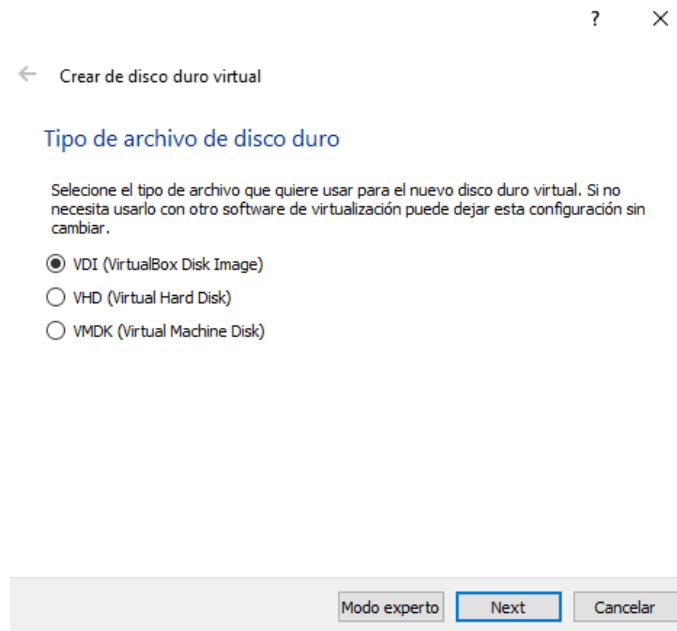 ?
Crear de disco duro virtual
Tipo de archivo de disco duro
Selecione el tipo de archivo que quiere usar para el nuevo disco duro virtual. Si no
necesita usarlo con otro software de virtualización puede dejar esta configuración sin
cambiar.
VDI (VirtualBox Disk Image)
VHD (Virtual Hard Disk)
VMDK (Virtual Machine Disk)
Modo experto Next Cancelar